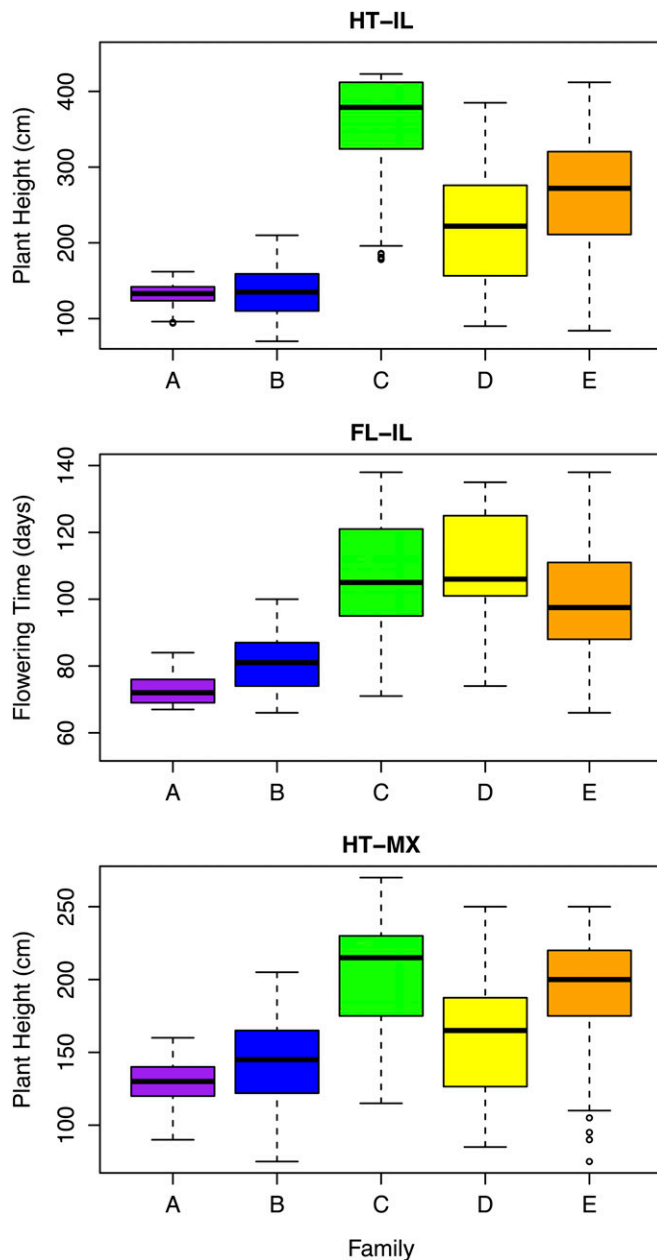 HT–IL
Plant Height (cm)
400
300
200
100
A B C D E
FL–IL
Flowering Time (days)
140
120
100
80
60
A B C D E
HT–MX
Plant Height (cm)
250
200
150
100
A B C D E
Family